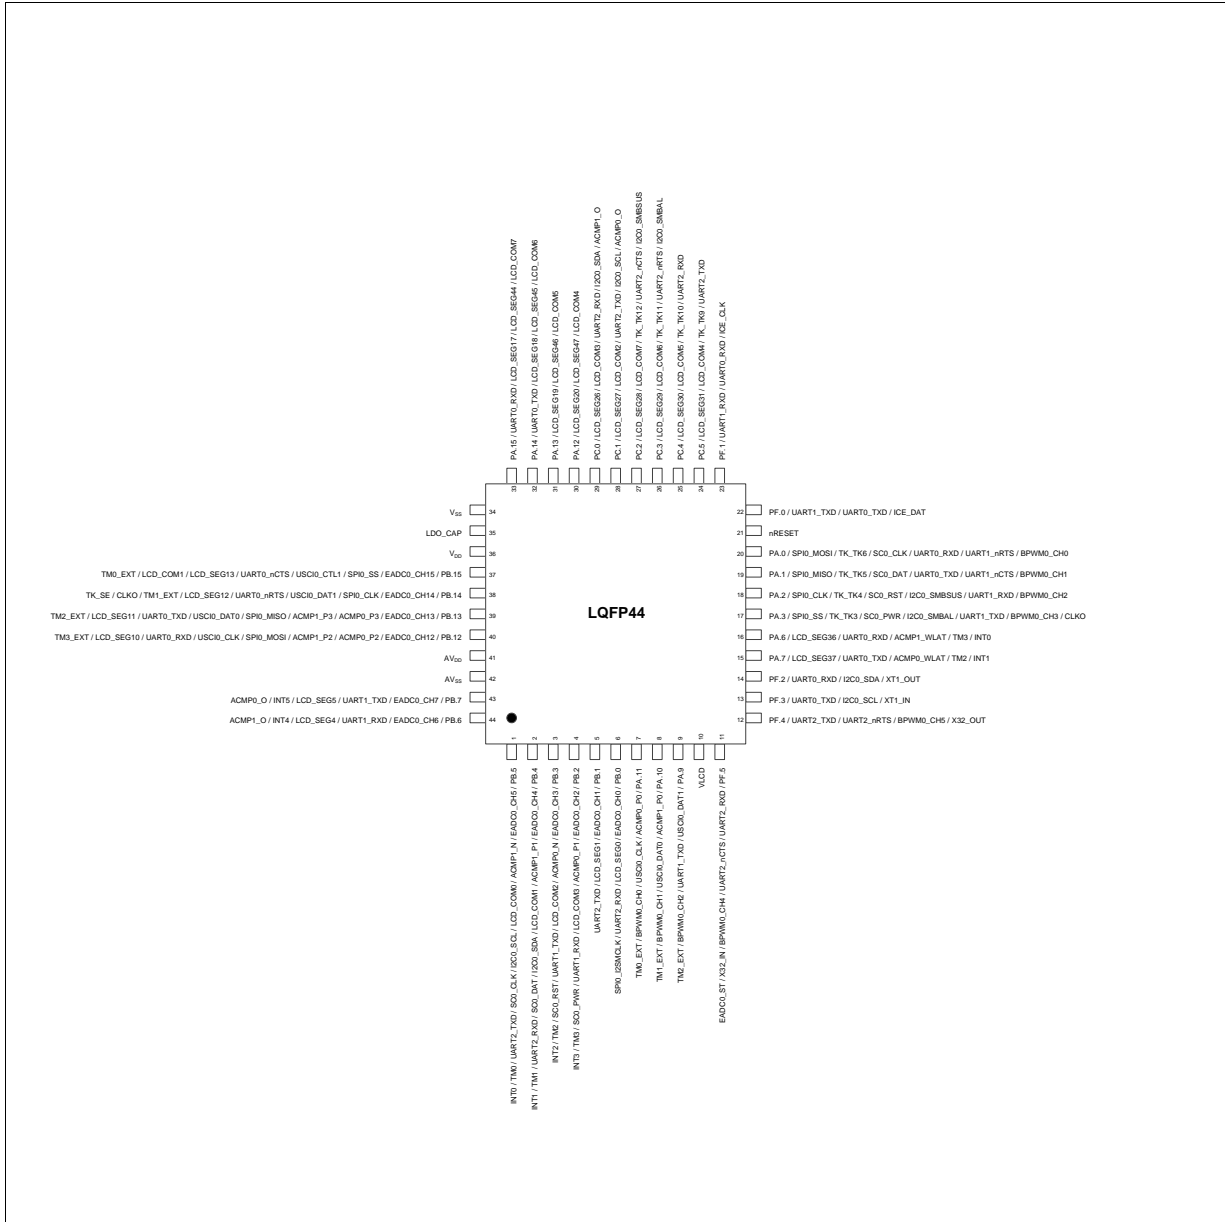 PA.15 / UART0_RXD / LCD_SEG17 / LCD_SEG44 / LCD_COM7
PA.14 / UART0_TXD / LCD_SEG18 / LCD_SEG45 / LCD_COM6
PA.13 / LCD_SEG19 / LCD_SEG46 / LCD_COM5
PA.12 / LCD_SEG20 / LCD_SEG47 / LCD_COM4
PC.0 / LCD_SEG26 / LCD_COM3 / UART2_RXD / I2C0_SDA / ACMP1_O
PC.1 / LCD_SEG27 / LCD_COM2 / UART2_TXD / I2C0_SCL / ACMP0_O
PC.2 / LCD_SEG28 / LCD_COM7 / TK_TK12 / UART2_nCTS / I2C0_SMBSUS
PC.3 / LCD_SEG29 / LCD_COM6 / TK_TK11 / UART2_nRTS / I2C0_SMBAL
PC.4 / LCD_SEG30 / LCD_COM5 / TK_TK10 / UART2_RXD
PC.5 / LCD_SEG31 / LCD_COM4 / TK_TK9 / UART2_TXD
PF.1 / UART1_RXD / UART0_RXD / ICE_CLK
33 32 31 30 29 28 27 26 25 24 23
VSS 34
LDO_CAP 35
VDD 36
TM0_EXT / LCD_COM1 / LCD_SEG13 / UART0_nCTS / USCI0_CTL1 / SPI0_SS / EADC0_CH15 / PB.15 37
TK_SE / CLKO / TM1_EXT / LCD_SEG12 / UART0_nRTS / USCI0_DAT1 / SPI0_CLK / EADC0_CH14 / PB.14 38
TM2_EXT / LCD_SEG11 / UART0_TXD / USCI0_DAT0 / SPI0_MISO / ACMP1_P3 / ACMP0_P3 / EADC0_CH13 / PB.13 39
TM3_EXT / LCD_SEG10 / UART0_RXD / USCI0_CLK / SPI0_MOSI / ACMP1_P2 / ACMP0_P2 / EADC0_CH12 / PB.12 40
AVDD 41
AVSS 42
ACMP0_O / INT5 / LCD_SEG5 / UART1_TXD / EADC0_CH7 / PB.7 43
ACMP1_O / INT4 / LCD_SEG4 / UART1_RXD / EADC0_CH6 / PB.6 44
LQFP44
22 PF.0 / UART1_TXD / UART0_TXD / ICE_DAT
21 nRESET
20 PA.0 / SPI0_MOSI / TK_TK6 / SC0_CLK / UART0_RXD / UART1_nRTS / BPWM0_CH0
19 PA.1 / SPI0_MISO / TK_TK5 / SC0_DAT / UART0_TXD / UART1_nCTS / BPWM0_CH1
18 PA.2 / SPI0_CLK / TK_TK4 / SC0_RST / I2C0_SMBSUS / UART1_RXD / BPWM0_CH2
17 PA.3 / SPI0_SS / TK_TK3 / SC0_PWR / I2C0_SMBAL / UART1_TXD / BPWM0_CH3 / CLKO
16 PA.6 / LCD_SEG36 / UART0_RXD / ACMP1_WLAT / TM3 / INT0
15 PA.7 / LCD_SEG37 / UART0_TXD / ACMP0_WLAT / TM2 / INT1
14 PF.2 / UART0_RXD / I2C0_SDA / XT1_OUT
13 PF.3 / UART0_TXD / I2C0_SCL / XT1_IN
12 PF.4 / UART2_TXD / UART2_nRTS / BPWM0_CH5 / X32_OUT
1 2 3 4 5 6 7 8 9 10 11
INT0 / TM0 / UART2_TXD / SC0_CLK / I2C0_SCL / LCD_COM0 / ACMP1_N / EADC0_CH5 / PB.5
INT1 / TM1 / UART2_RXD / SC0_DAT / I2C0_SDA / LCD_COM1 / ACMP1_P1 / EADC0_CH4 / PB.4
INT2 / TM2 / SC0_RST / UART1_TXD / LCD_COM2 / ACMP0_N / EADC0_CH3 / PB.3
INT3 / TM3 / SC0_PWR / UART1_RXD / LCD_COM3 / ACMP0_P1 / EADC0_CH2 / PB.2
UART2_TXD / LCD_SEG1 / EADC0_CH1 / PB.1
SPI0_I2SMCLK / UART2_RXD / LCD_SEG0 / EADC0_CH0 / PB.0
TM0_EXT / BPWM0_CH0 / USCI0_CLK / ACMP0_P0 / PA.11
TM1_EXT / BPWM0_CH1 / USCI0_DAT0 / ACMP1_P0 / PA.10
TM2_EXT / BPWM0_CH2 / UART1_TXD / USCI0_DAT1 / PA.9
VLCD
EADC0_ST / X32_IN / BPWM0_CH4 / UART2_nCTS / UART2_RXD / PF.5